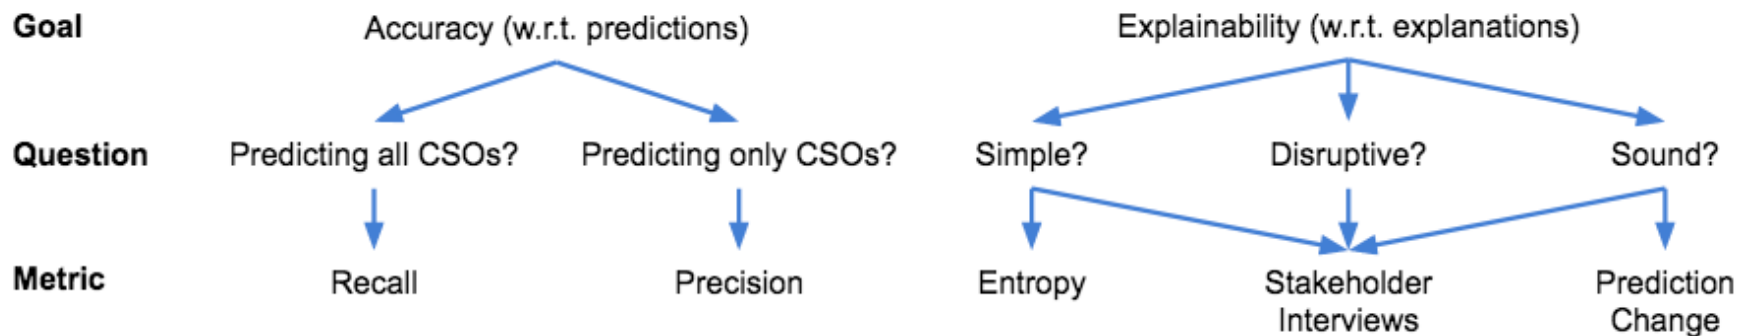 Goal Accuracy (w.r.t. predictions) Explainability (w.r.t. explanations)
Question Predicting all CSOs? Predicting only CSOs? Simple? Disruptive? Sound?
Metric Recall Precision Entropy Stakeholder Prediction
Interviews Change